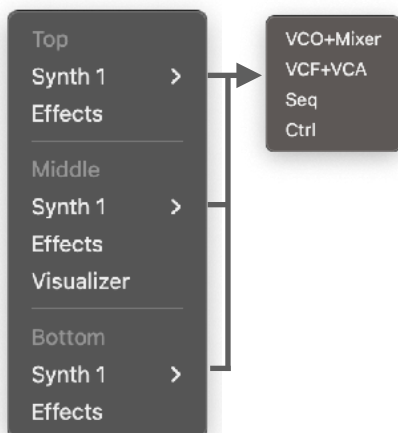 Top
Synth 1 >
Effects
Middle
Synth 1 >
Effects
Visualizer
Bottom
Synth 1 >
Effects
VCO+Mixer
VCF+VCA
Seq
Ctrl